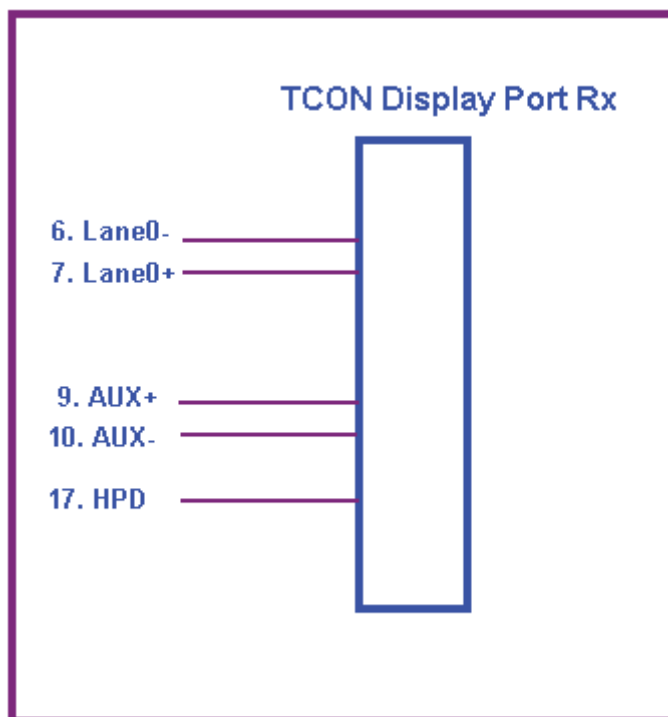 TCON Display Port Rx
6. Lane0-
7. Lane0+
9. AUX+
10. AUX-
17. HPD